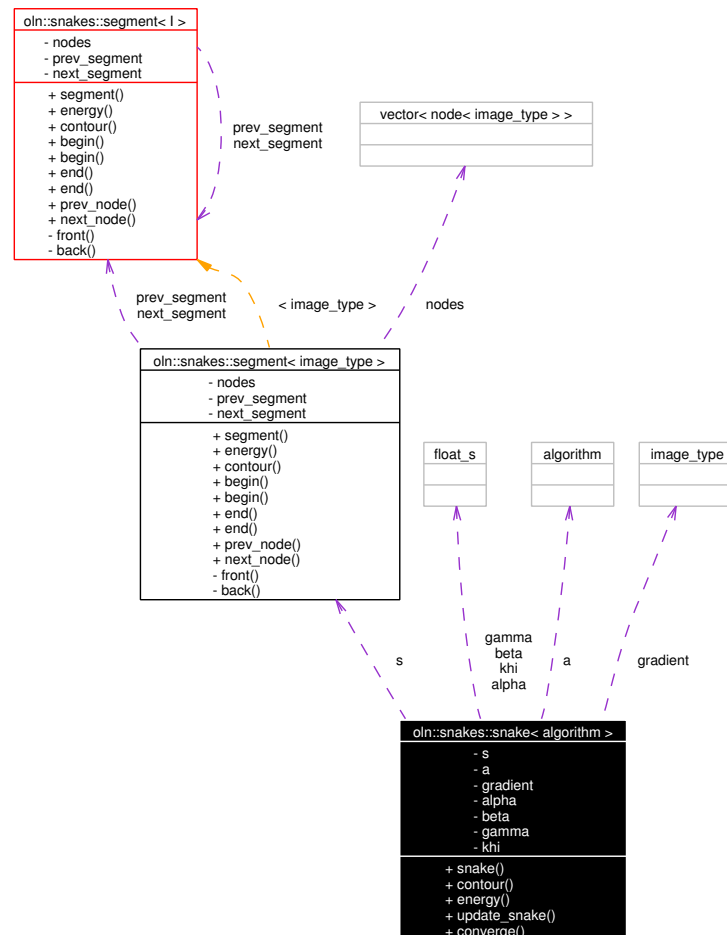 oln::snakes::segment< I >
- nodes
- prev_segment
- next_segment
+ segment()
+ energy()
+ contour()
+ begin()
+ begin()
+ end()
+ end()
+ prev_node()
+ next_node()
- front()
- back()
prev_segment
next_segment
vector< node< image_type > >
prev_segment
next_segment
< image_type >
nodes
oln::snakes::segment< image_type >
- nodes
- prev_segment
- next_segment
+ segment()
+ energy()
+ contour()
+ begin()
+ begin()
+ end()
+ end()
+ prev_node()
+ next_node()
- front()
- back()
float_s
algorithm
image_type
s
gamma
beta
khi
alpha
a
gradient
oln::snakes::snake< algorithm >
- s
- a
- gradient
- alpha
- beta
- gamma
- khi
+ snake()
+ contour()
+ energy()
+ update_snake()
+ converge()